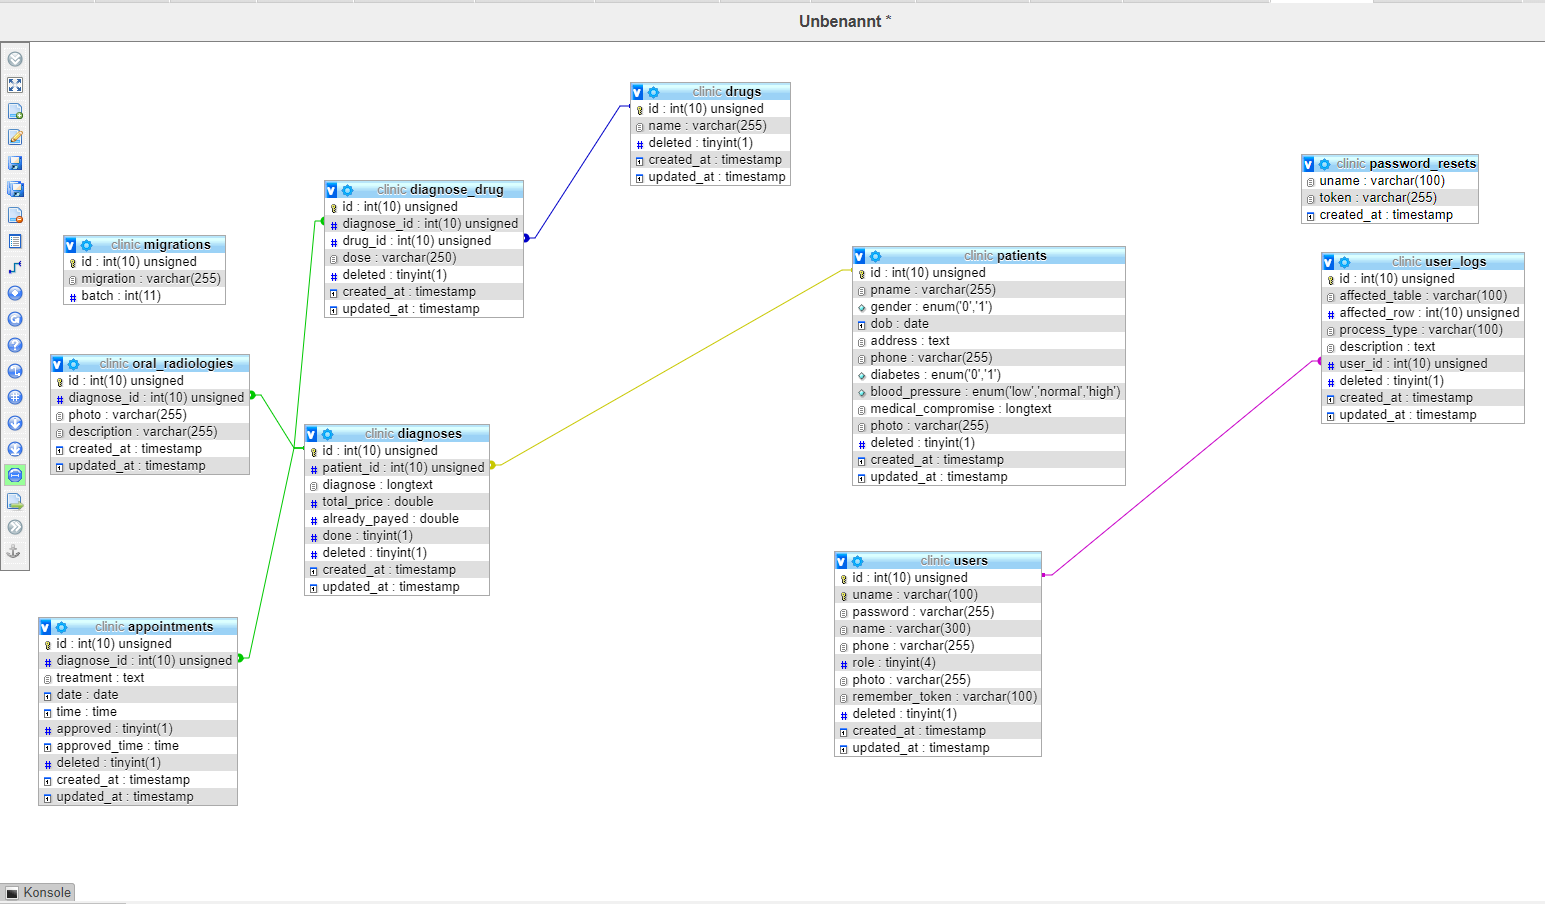 Unbenannt *
clinic drugs
id : int(10) unsigned
name : varchar(255)
deleted : tinyint(1)
created_at : timestamp
updated_at : timestamp
clinic diagnose_drug
id : int(10) unsigned
diagnose_id : int(10) unsigned
drug_id : int(10) unsigned
dose : varchar(250)
deleted : tinyint(1)
created_at : timestamp
updated_at : timestamp
clinic password_resets
uname : varchar(100)
token : varchar(255)
created_at : timestamp
clinic migrations
id : int(10) unsigned
migration : varchar(255)
batch : int(11)
clinic patients
id : int(10) unsigned
pname : varchar(255)
gender : enum('0','1')
dob : date
address : text
phone : varchar(255)
diabetes : enum('0','1')
blood_pressure : enum('low','normal','high')
medical_compromise : longtext
photo : varchar(255)
deleted : tinyint(1)
created_at : timestamp
updated_at : timestamp
clinic user_logs
id : int(10) unsigned
affected_table : varchar(100)
affected_row : int(10) unsigned
process_type : varchar(100)
description : text
user_id : int(10) unsigned
deleted : tinyint(1)
created_at : timestamp
updated_at : timestamp
clinic oral_radiologies
id : int(10) unsigned
diagnose_id : int(10) unsigned
photo : varchar(255)
description : varchar(255)
created_at : timestamp
updated_at : timestamp
clinic diagnoses
id : int(10) unsigned
patient_id : int(10) unsigned
diagnose : longtext
total_price : double
already_payed : double
done : tinyint(1)
deleted : tinyint(1)
created_at : timestamp
updated_at : timestamp
clinic users
id : int(10) unsigned
uname : varchar(100)
password : varchar(255)
name : varchar(300)
phone : varchar(255)
role : tinyint(4)
photo : varchar(255)
remember_token : varchar(100)
deleted : tinyint(1)
created_at : timestamp
updated_at : timestamp
clinic appointments
id : int(10) unsigned
diagnose_id : int(10) unsigned
treatment : text
date : date
time : time
approved : tinyint(1)
approved_time : time
deleted : tinyint(1)
created_at : timestamp
updated_at : timestamp
Konsole